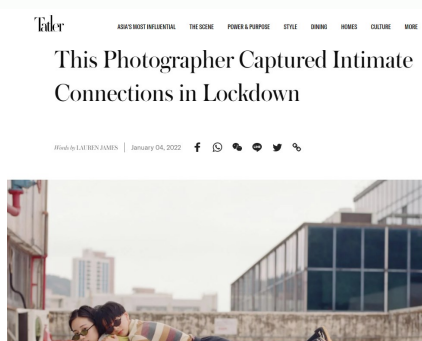 Tatler
ASIA'S MOST INFLUENTIAL THE SCENE POWER & PURPOSE STYLE DINING HOMES CULTURE MORE
This Photographer Captured Intimate
Connections in Lockdown
Words by LAUREN JAMES January 04, 2022